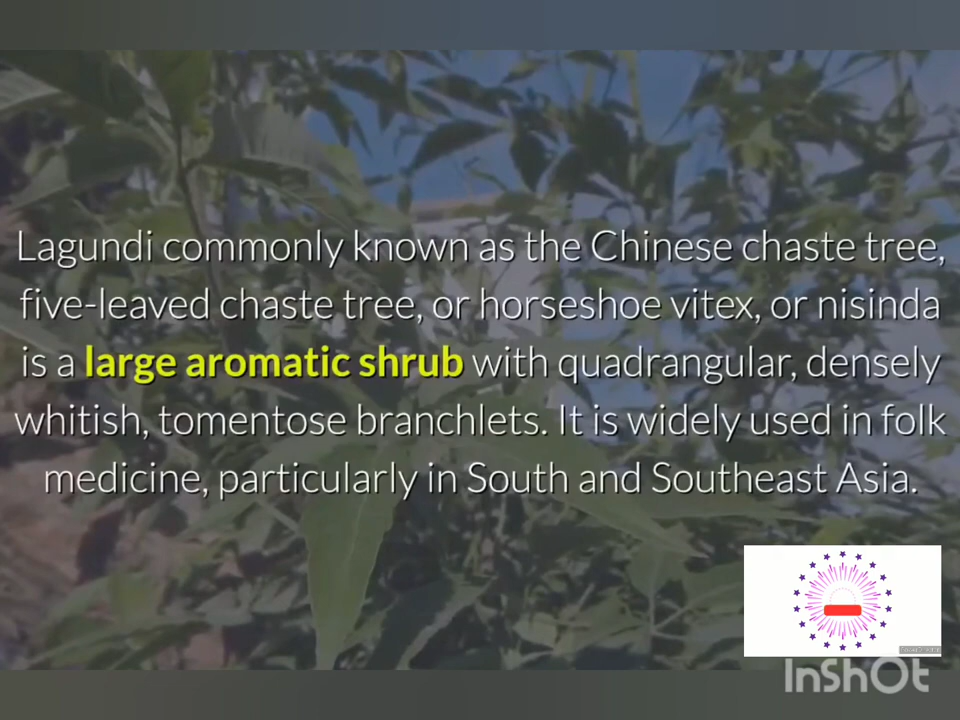 Lagundi commonly known as the Chinese chaste tree,
five-leaved chaste tree, or horseshoe vitex, or nisinda
is a large aromatic shrub with quadrangular, densely
whitish, tomentose branchlets. It is widely used in folk
medicine, particularly in South and Southeast Asia.
InShOt